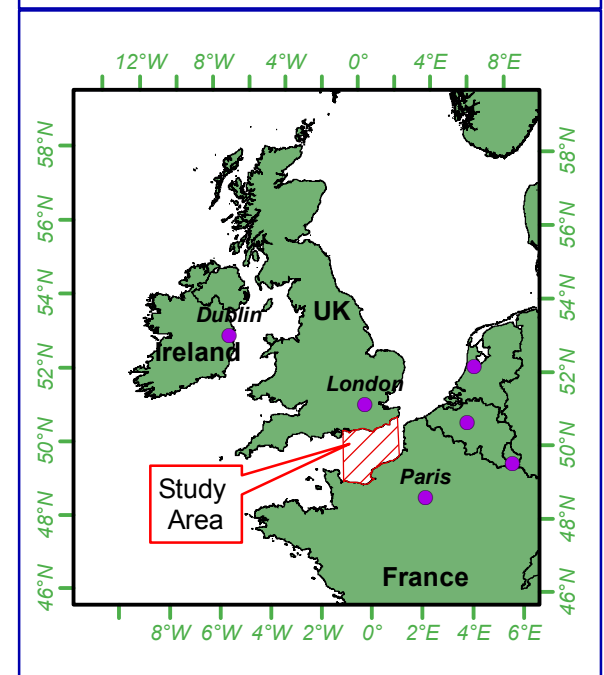 12°W 8°W 4°W 0° 4°E 8°E
58°N 58°N
56°N 56°N
54°N 54°N
Dublin UK
Ireland
52°N 52°N
London
50°N 50°N
Paris
Study
Area
48°N 48°N
France
46°N 46°N
8°W 6°W 4°W 2°W 0° 2°E 4°E 6°E